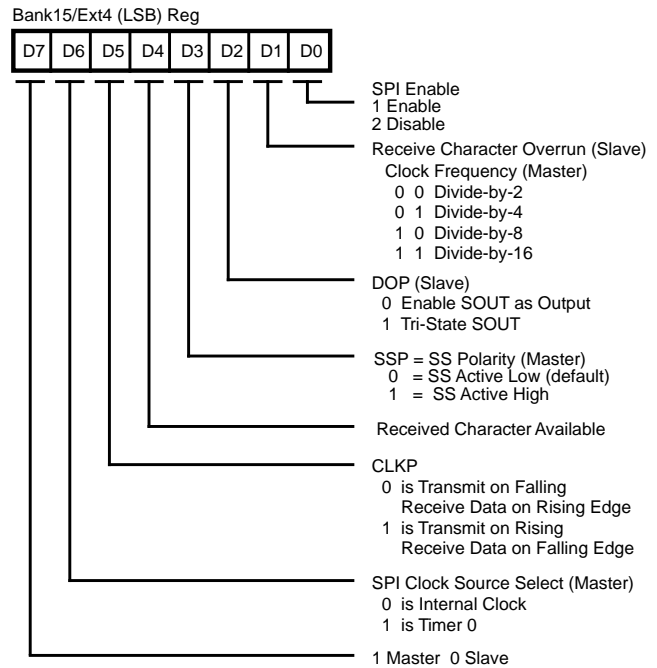 Bank15/Ext4 (LSB) Reg
D7 D6 D5 D4 D3 D2 D1 D0
SPI Enable
1 Enable
2 Disable
Receive Character Overrun (Slave)
Clock Frequency (Master)
0 0 Divide-by-2
0 1 Divide-by-4
1 0 Divide-by-8
1 1 Divide-by-16
DOP (Slave)
0 Enable SOUT as Output
1 Tri-State SOUT
SSP = SS Polarity (Master)
0 = SS Active Low (default)
1 = SS Active High
Received Character Available
CLKP
0 is Transmit on Falling
Receive Data on Rising Edge
1 is Transmit on Rising
Receive Data on Falling Edge
SPI Clock Source Select (Master)
0 is Internal Clock
1 is Timer 0
1 Master 0 Slave